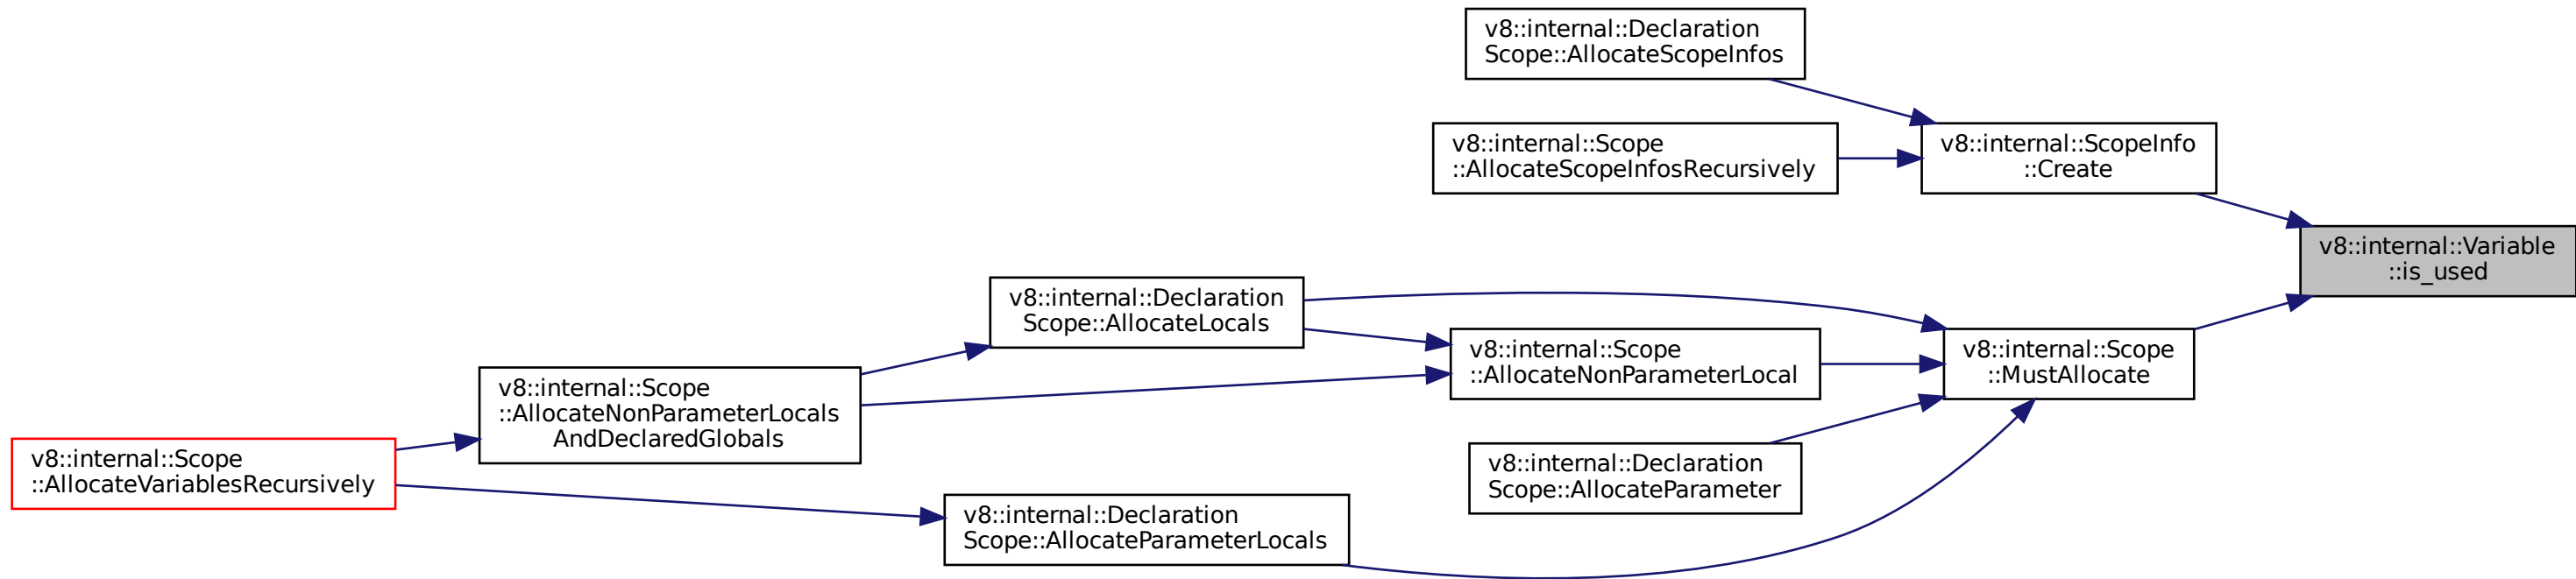 v8::internal::Declaration
Scope::AllocateScopeInfos
v8::internal::Scope
::AllocateScopeInfosRecursively
v8::internal::ScopeInfo
::Create
v8::internal::Variable
::is_used
v8::internal::Declaration
Scope::AllocateLocals
v8::internal::Scope
::AllocateNonParameterLocal
v8::internal::Scope
::MustAllocate
v8::internal::Scope
::AllocateNonParameterLocals
AndDeclaredGlobals
v8::internal::Scope
::AllocateVariablesRecursively
v8::internal::Declaration
Scope::AllocateParameter
v8::internal::Declaration
Scope::AllocateParameterLocals